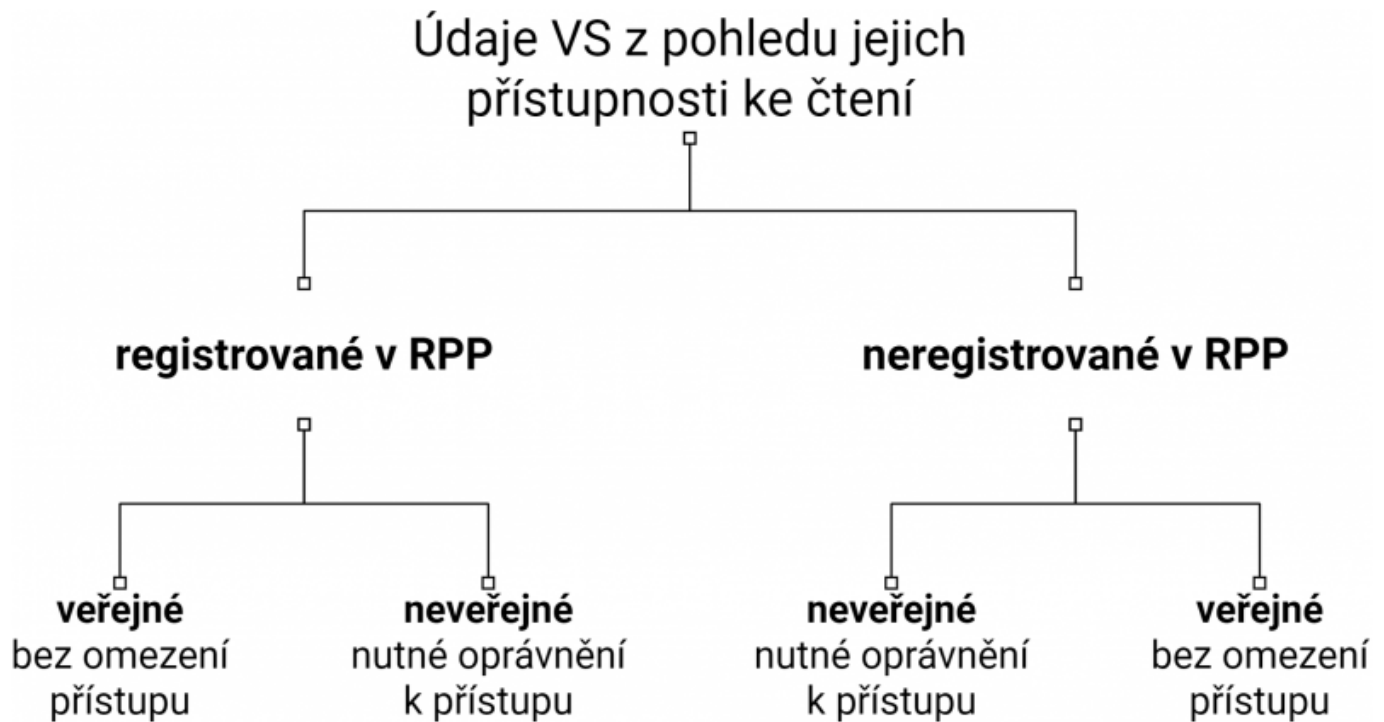 Údaje VS z pohledu jejich
přístupnosti ke čtení
registrované v RPP
neregistrované v RPP
veřejné
bez omezení
přístupu
neveřejné
nutné oprávnění
k přístupu
neveřejné
nutné oprávnění
k přístupu
veřejné
bez omezení
přístupu